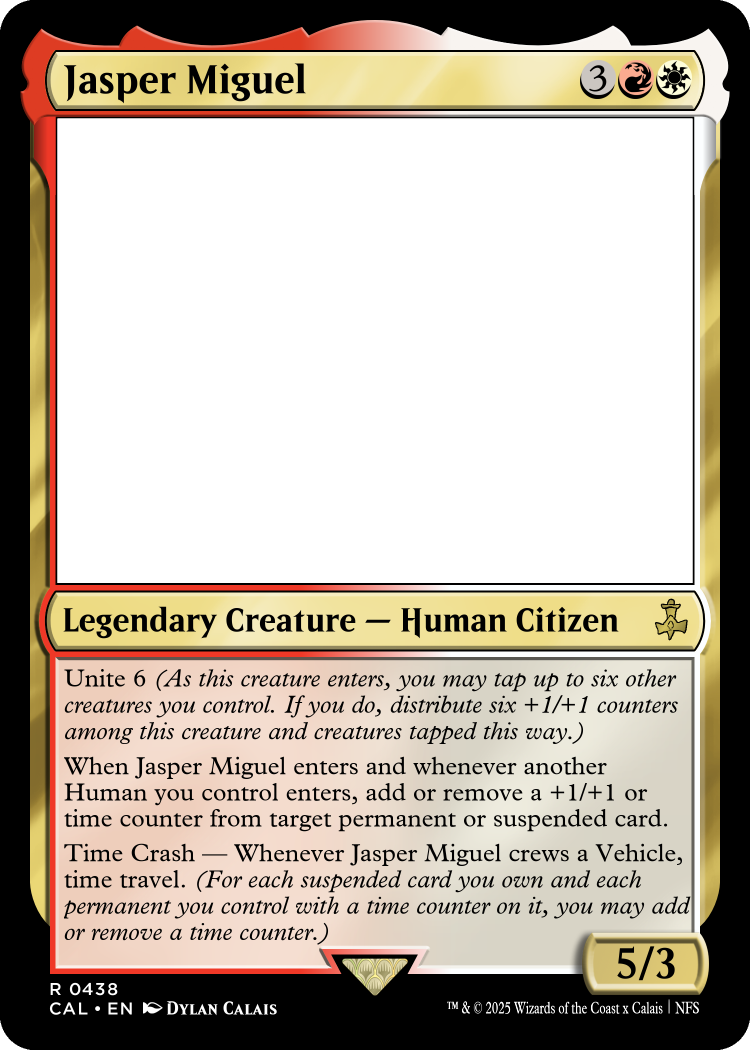 Jasper Miguel 3
Legendary Creature — Human Citizen
Unite 6 (As this creature enters, you may tap up to six other
creatures you control. If you do, distribute six +1/+1 counters
among this creature and creatures tapped this way.)
When Jasper Miguel enters and whenever another
Human you control enters, add or remove a +1/+1 or
time counter from target permanent or suspended card.
Time Crash — Whenever Jasper Miguel crews a Vehicle,
time travel. (For each suspended card you own and each
permanent you control with a time counter on it, you may add
or remove a time counter.)
5/3
R 0438
CAL • EN Dylan Calais
™ & © 2025 Wizards of the Coast x Calais | NFS